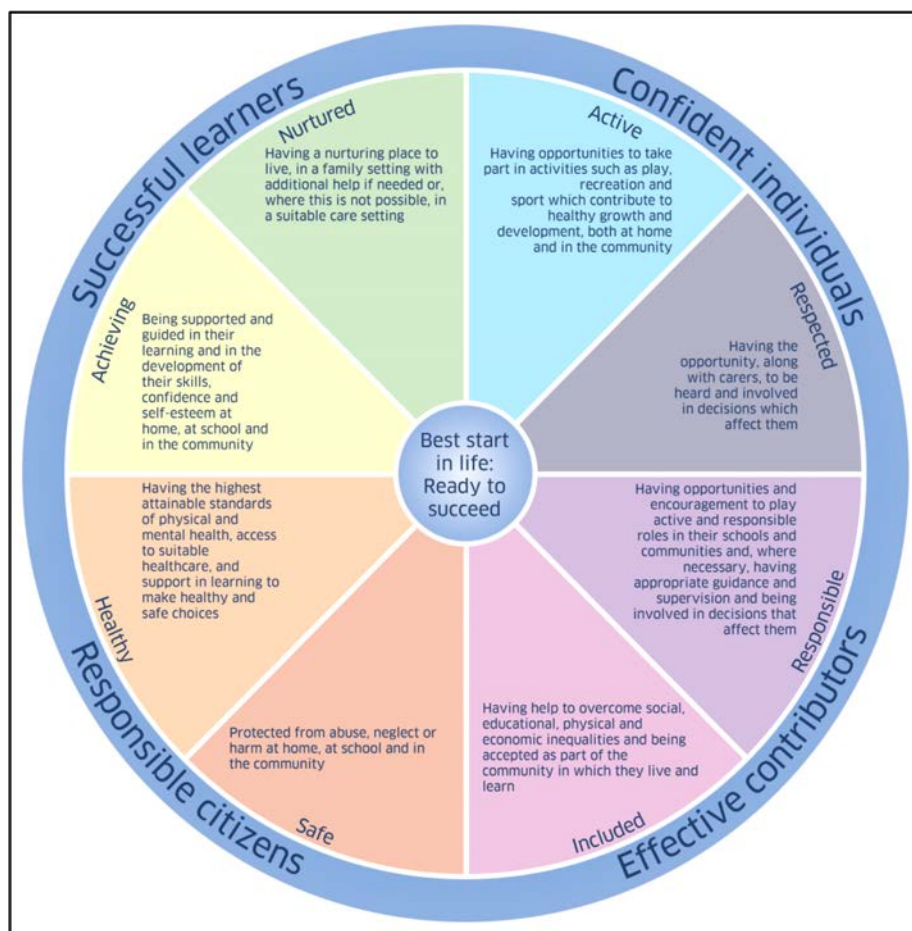 Successful learners
Confident individuals
Nurtured
Having a nurturing place to
live, in a family setting with
additional help if needed or,
where this is not possible, in
a suitable care setting
Active
Having opportunities to take
part in activities such as play,
recreation and
sport which contribute to
healthy growth and
development, both at home
and in the community
Achieving
Being supported and
guided in their
learning and in the
development of
their skills,
confidence and
self-esteem at
home, at school and
in the community
Respected
Having the
opportunity, along
with carers, to be
heard and involved
in decisions which
affect them
Best start
in life:
Ready to
succeed
Having the highest
attainable standards
of physical and
mental health, access
to suitable
healthcare, and
support in learning to
make healthy and
safe choices
Healthy
Having opportunities and
encouragement to play
active and responsible
roles in their schools and
communities and, where
necessary, having
appropriate guidance and
supervision and being
involved in decisions that
affect them
Responsible
Protected from abuse, neglect or
harm at home, at school and in
the community
Safe
Having help to overcome social,
educational, physical and
economic inequalities and being
accepted as part of the
community in which they live and
learn
Included
Responsible citizens
Effective contributors